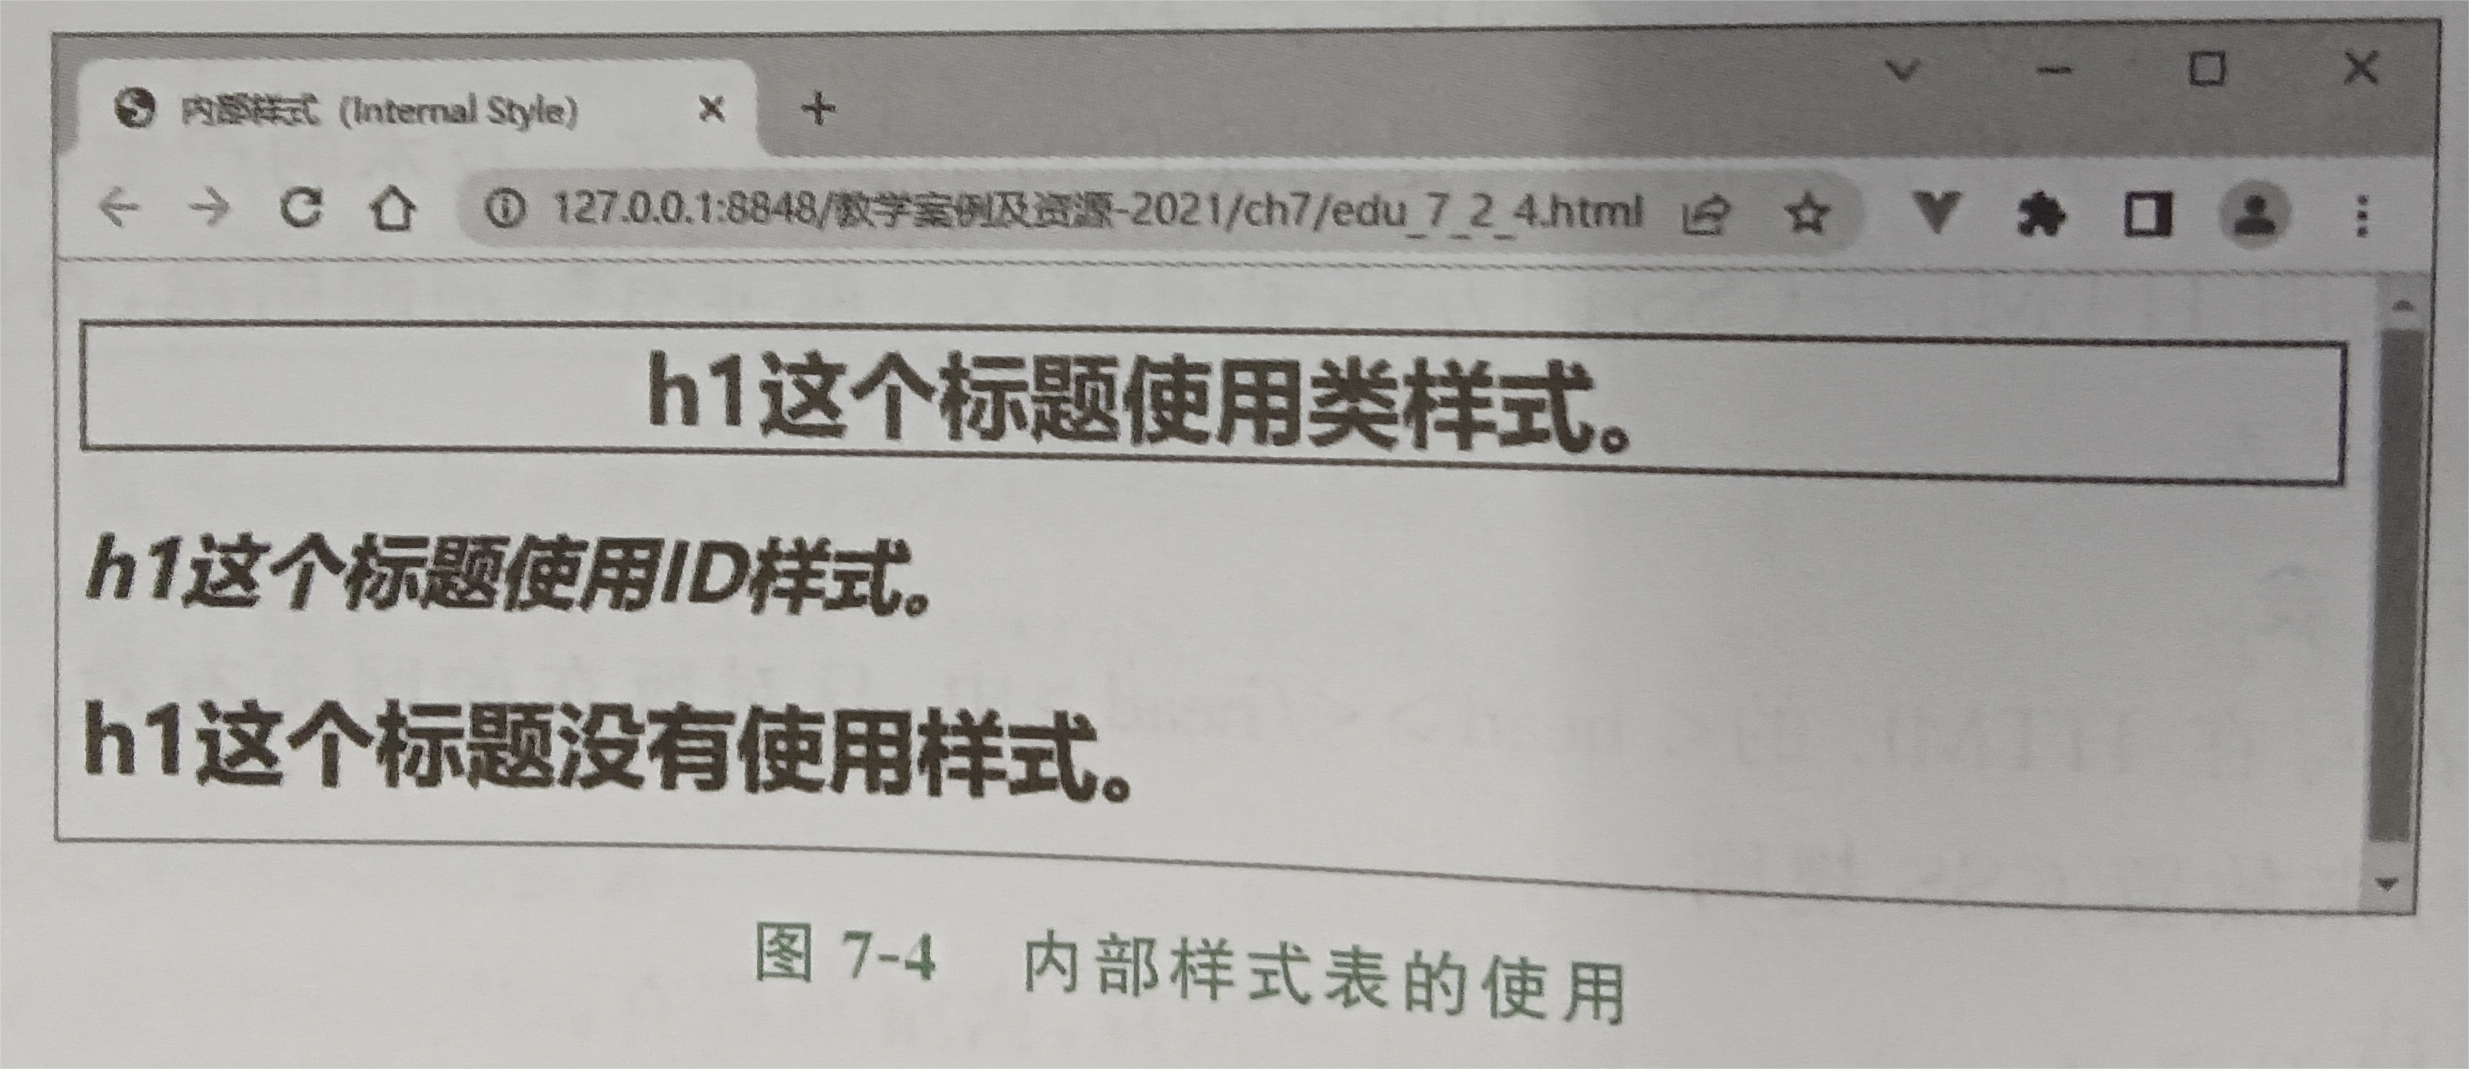 内部样式 (Internal Style)
127.0.0.1:8848/教学案例及资源-2021/ch7/edu_7_2_4.html
h1这个标题使用类样式。
h1这个标题使用ID样式。
h1这个标题没有使用样式。
图 7-4 内部样式表的使用